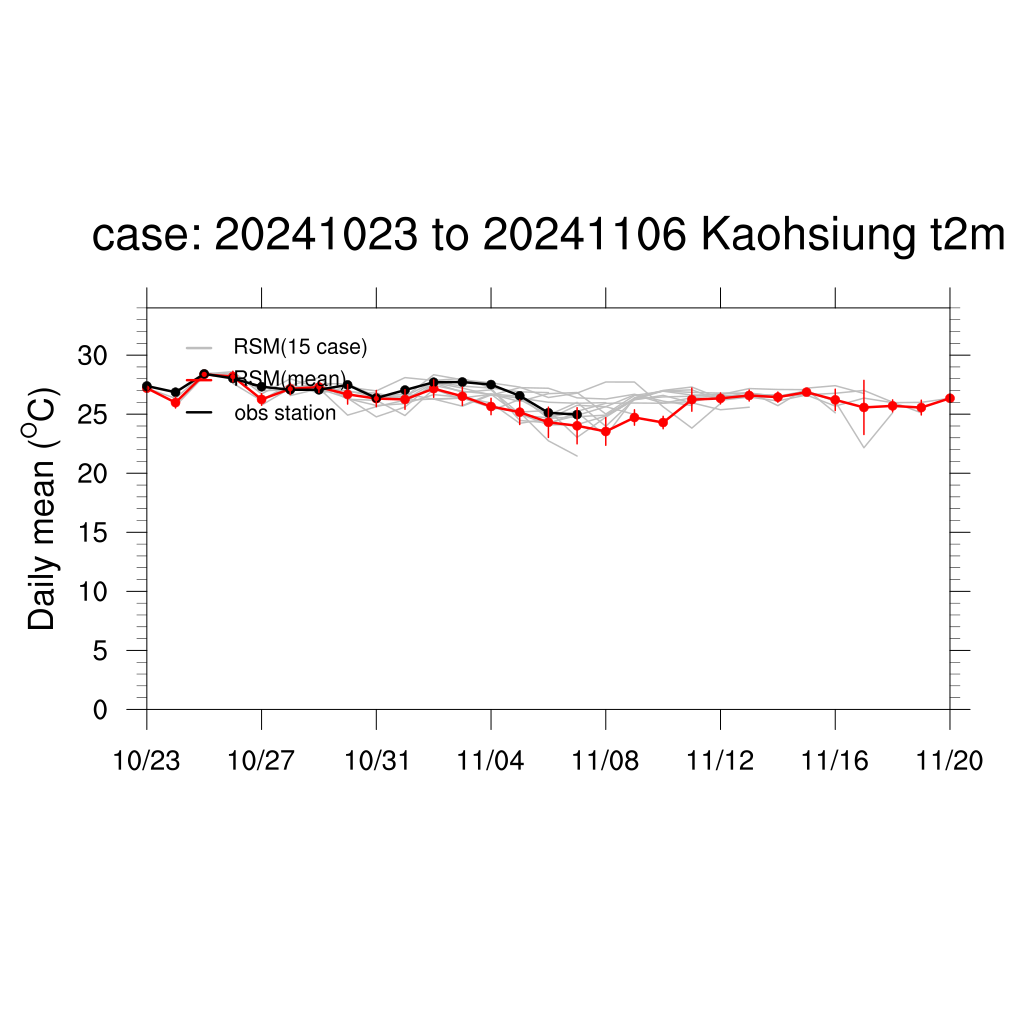 case: 20241023 to 20241106 Kaohsiung t2m
RSM(15 case)
RSM(mean)
obs station
Daily mean (°C)
30
25
20
15
10
5
0
10/23 10/27 10/31 11/04 11/08 11/12 11/16 11/20